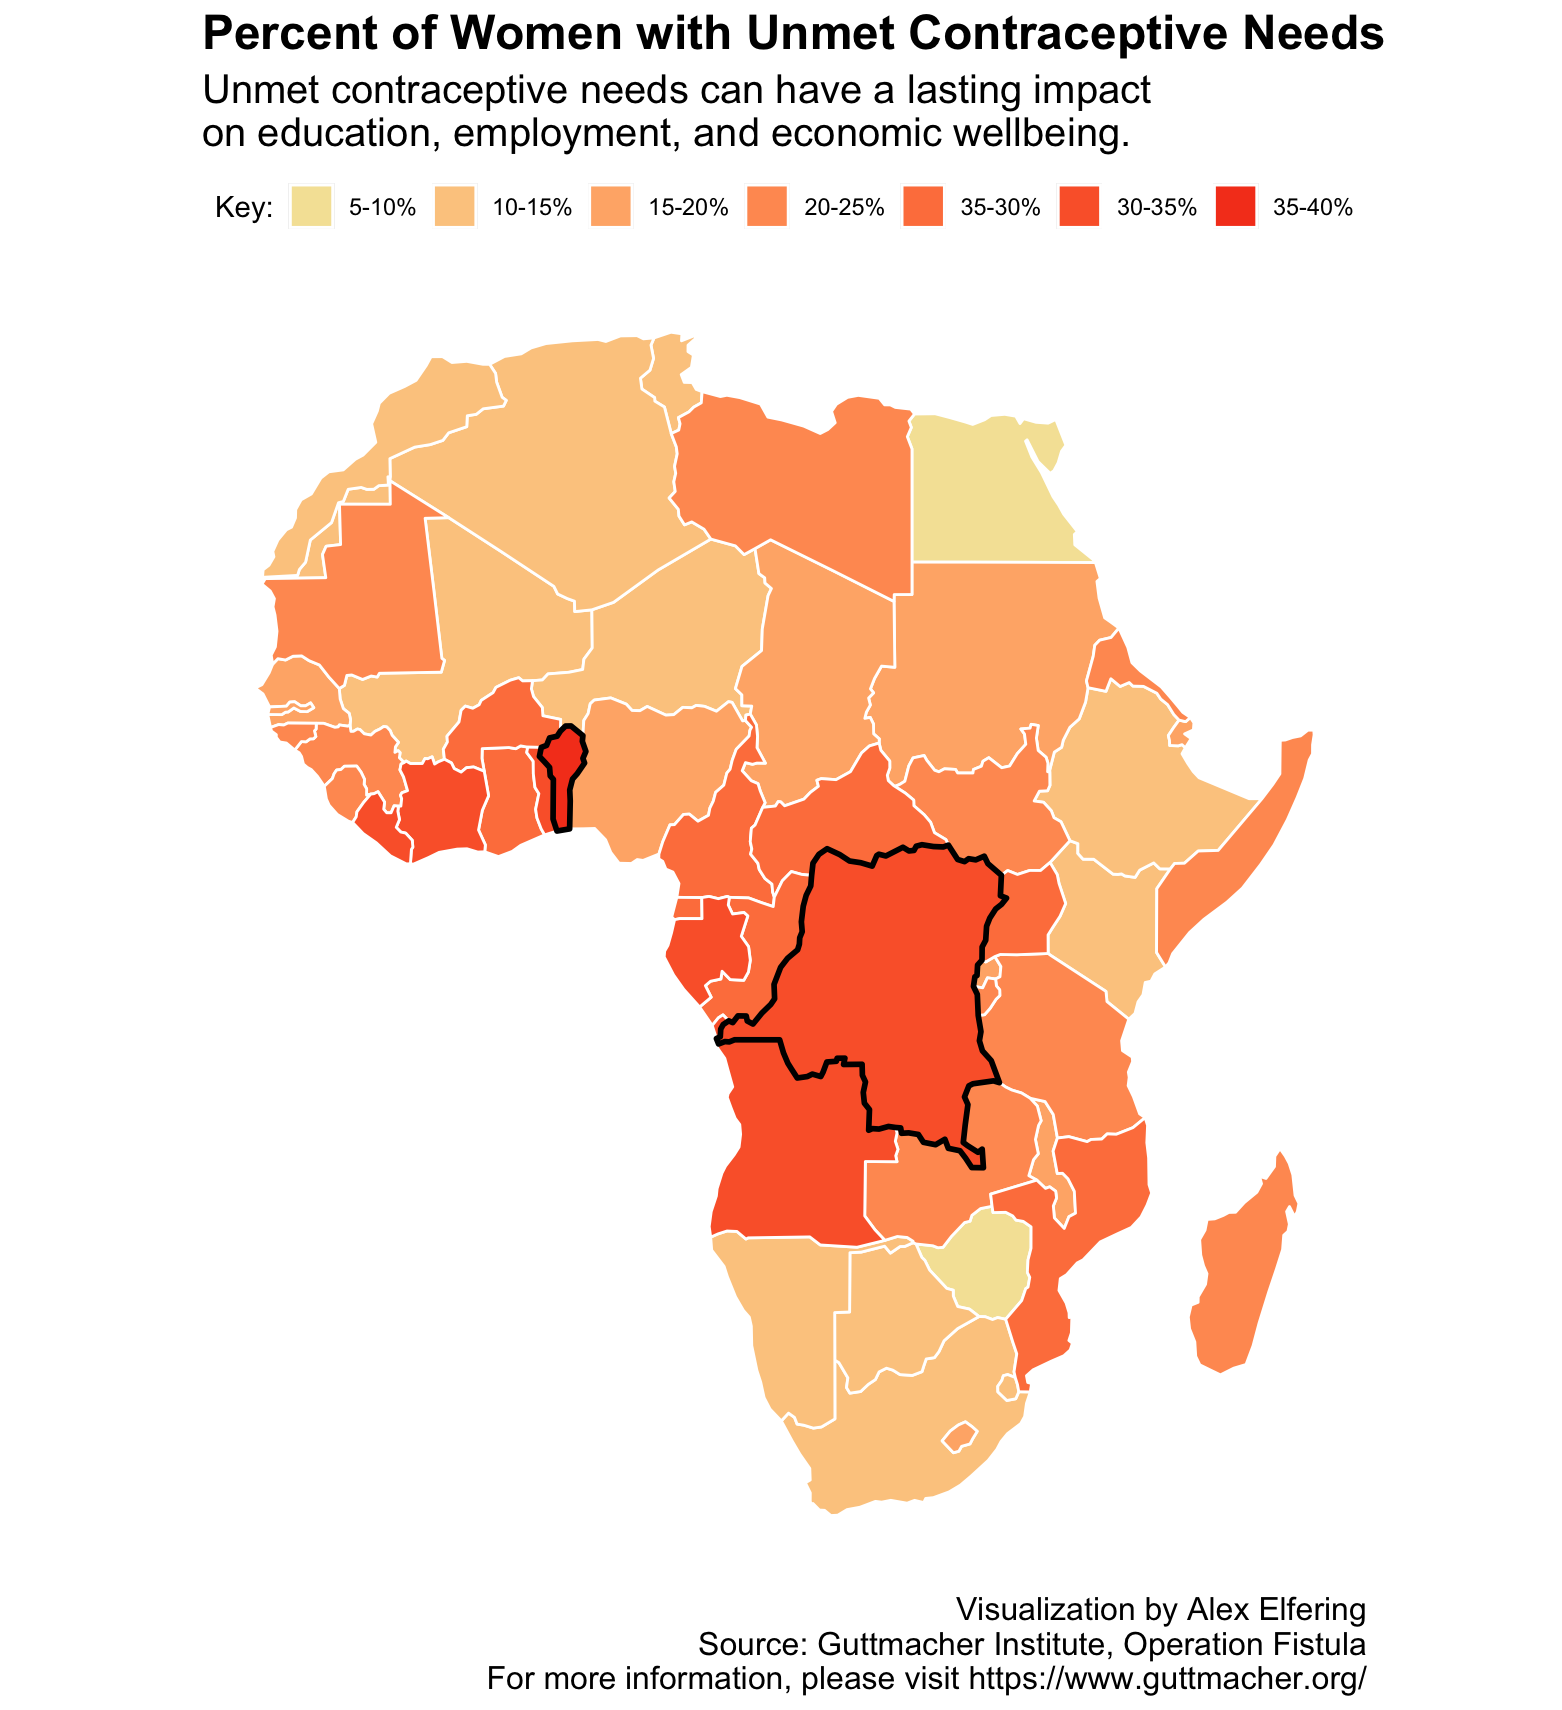 Percent of Women with Unmet Contraceptive Needs
Unmet contraceptive needs can have a lasting impact
on education, employment, and economic wellbeing.
Key: 5-10% 10-15% 15-20% 20-25% 35-30% 30-35% 35-40%
Visualization by Alex Elfering
Source: Guttmacher Institute, Operation Fistula
For more information, please visit https://www.guttmacher.org/